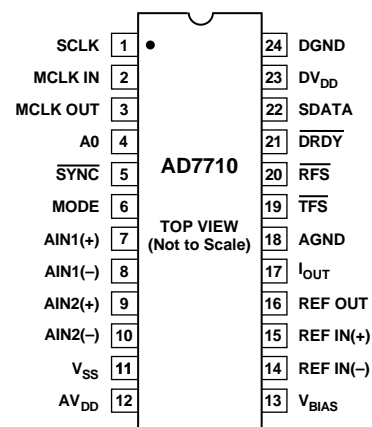 SCLK 1 24 DGND
MCLK IN 2 23 DVDD
MCLK OUT 3 22 SDATA
A0 4 21 DRDY
SYNC 5 20 RFS
MODE 6 19 TFS
AIN1(+) 7 18 AGND
AIN1(–) 8 17 IOUT
AIN2(+) 9 16 REF OUT
AIN2(–) 10 15 REF IN(+)
VSS 11 14 REF IN(–)
AVDD 12 13 VBIAS
AD7710
TOP VIEW
(Not to Scale)